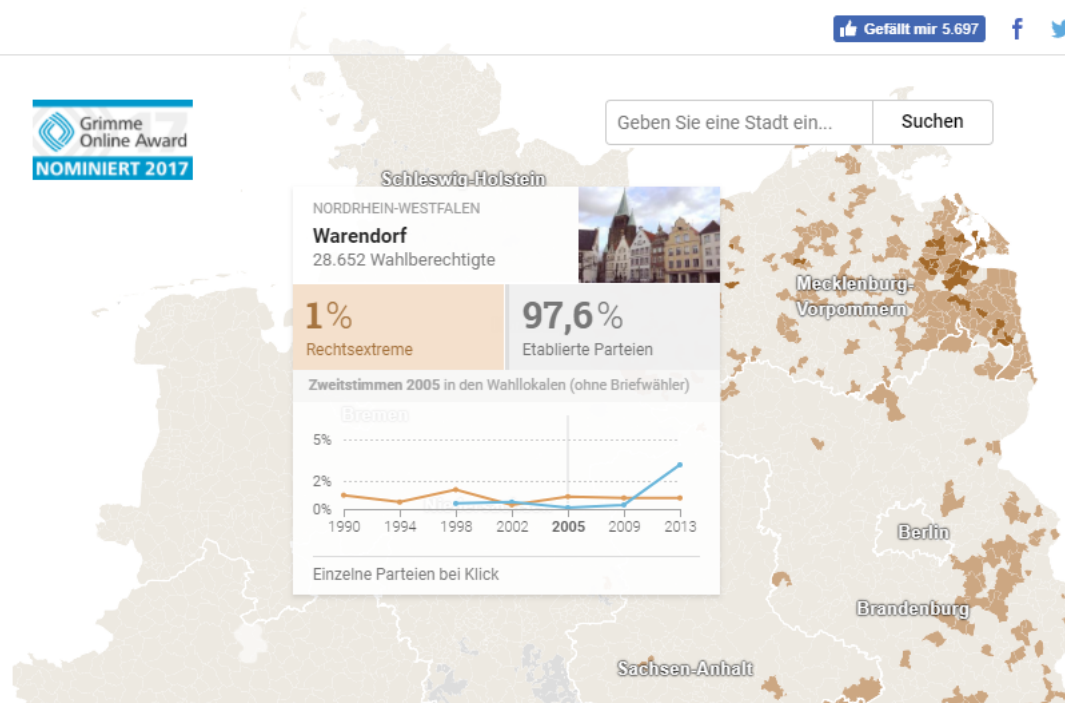 Gefällt mir 5.697
Grimme
Online Award
NOMINIERT 2017
Geben Sie eine Stadt ein...
Suchen
Schleswig-Holstein
NORDRHEIN-WESTFALEN
Warendorf
28.652 Wahlberechtigte
1%
Rechtsextreme
97,6%
Etablierte Parteien
Zweitstimmen 2005 in den Wahllokalen (ohne Briefwähler)
Bremen
5%
2%
0%
1990 1994 1998 2002 2005 2009 2013
Einzelne Parteien bei Klick
Mecklenburg-
Vorpommern
Berlin
Brandenburg
Sachsen-Anhalt